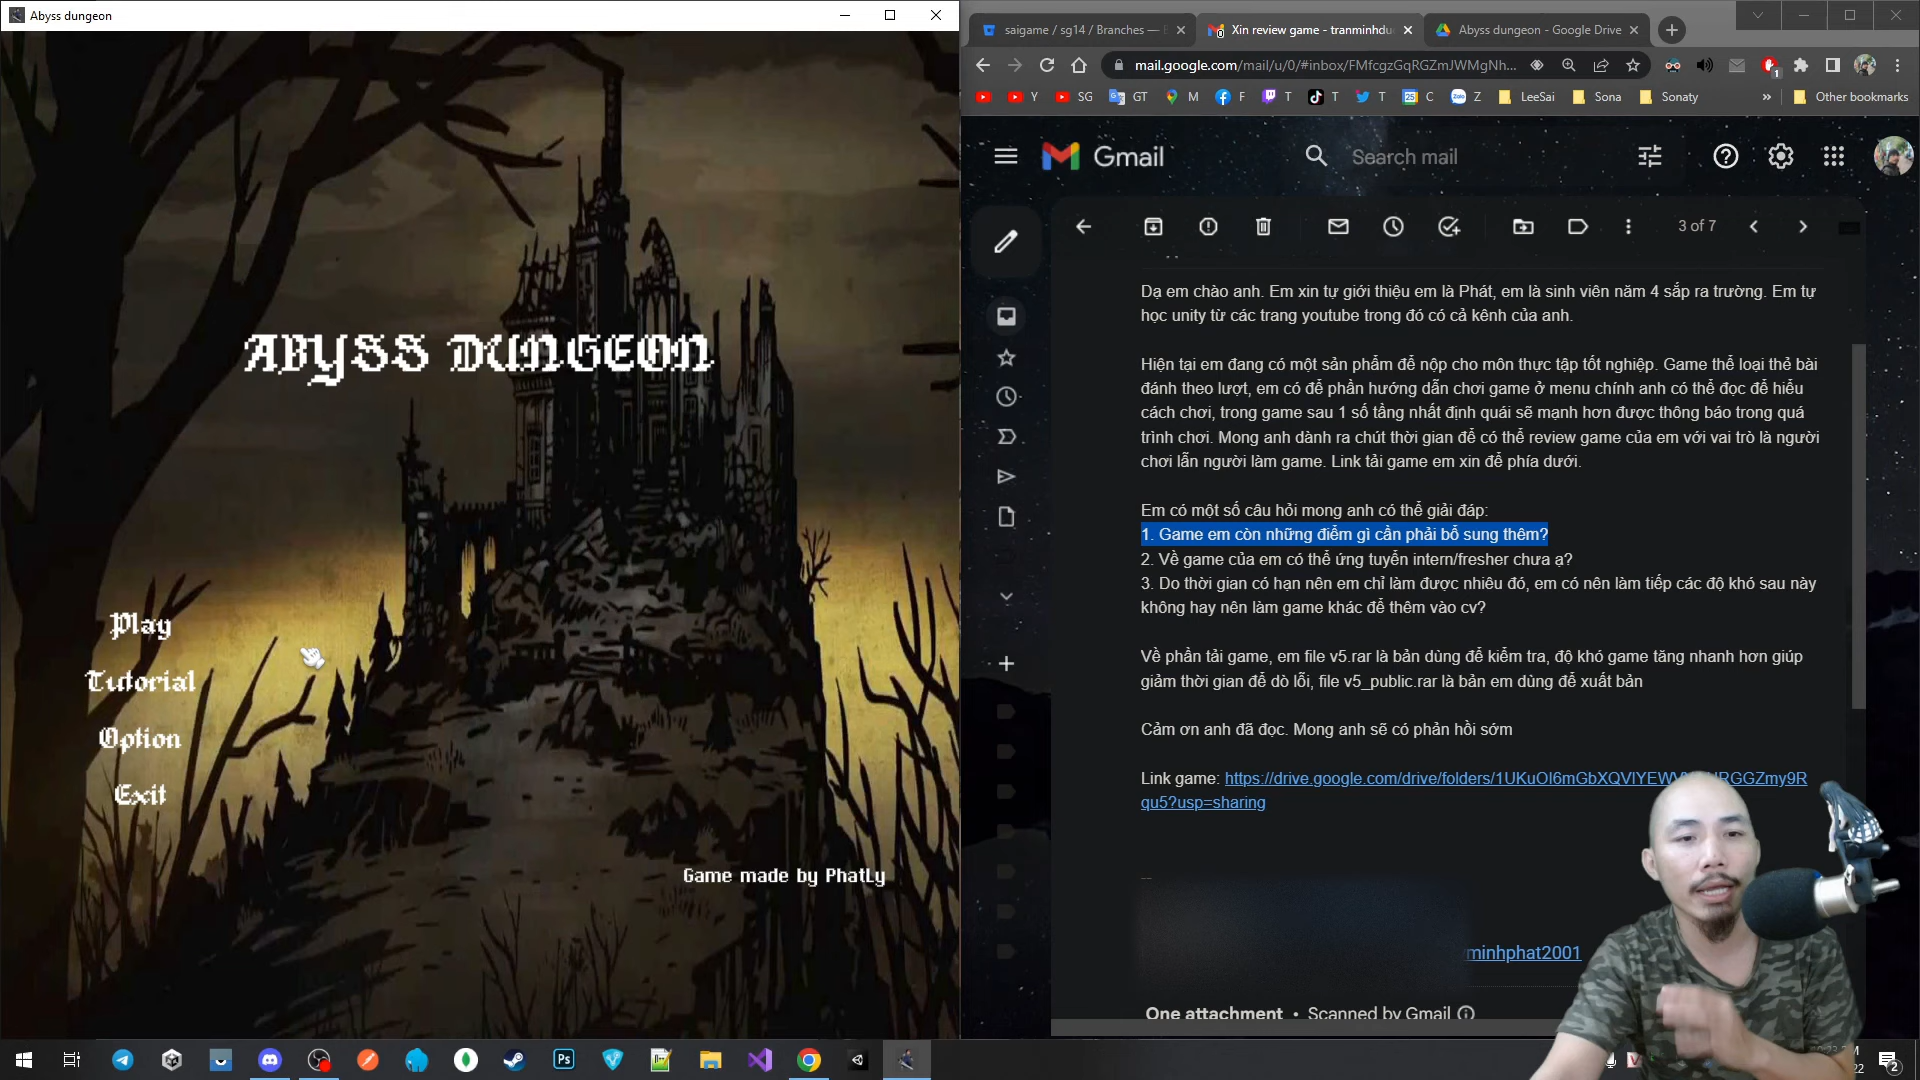 Abyss dungeon
ABYSS DUNGEON
Play
Tutorial
Option
Exit
Game made by PhatLy
saigame / sg14 / Branches —
Xin review game - tranminhdu
Abyss dungeon - Google Drive
mail.google.com/mail/u/0/#inbox/FMfcgzGqRGZmJWMgNh...
1
Y
SG
GT
M
F
T
T
T
25
C
Zalo
Z
LeeSai
Sona
Sonaty
»
Other bookmarks
Gmail
Search mail
3 of 7
Dạ em chào anh. Em xin tự giới thiệu em là Phát, em là sinh viên năm 4 sắp ra trường. Em tự
học unity từ các trang youtube trong đó có cả kênh của anh.
Hiện tại em đang có một sản phẩm để nộp cho môn thực tập tốt nghiệp. Game thể loại thẻ bài
đánh theo lượt, em có để phần hướng dẫn chơi game ở menu chính anh có thể đọc để hiểu
cách chơi, trong game sau 1 số tầng nhất định quái sẽ mạnh hơn được thông báo trong quá
trình chơi. Mong anh dành ra chút thời gian để có thể review game của em với vai trò là người
chơi lẫn người làm game. Link tải game em xin để phía dưới.
Em có một số câu hỏi mong anh có thể giải đáp:
1. Game em còn những điểm gì cần phải bổ sung thêm?
2. Về game của em có thể ứng tuyển intern/fresher chưa ạ?
3. Do thời gian có hạn nên em chỉ làm được nhiêu đó, em có nên làm tiếp các độ khó sau này
không hay nên làm game khác để thêm vào cv?
Về phần tải game, em file v5.rar là bản dùng để kiểm tra, độ khó game tăng nhanh hơn giúp
giảm thời gian để dò lỗi, file v5_public.rar là bản em dùng để xuất bản
Cảm ơn anh đã đọc. Mong anh sẽ có phản hồi sớm
Link game: https://drive.google.com/drive/folders/1UKuOl6mGbXQVlYEWV
RGGZmy9R
qu5?usp=sharing
minhphat2001
One attachment • Scanned by Gmail
Ps
22
2